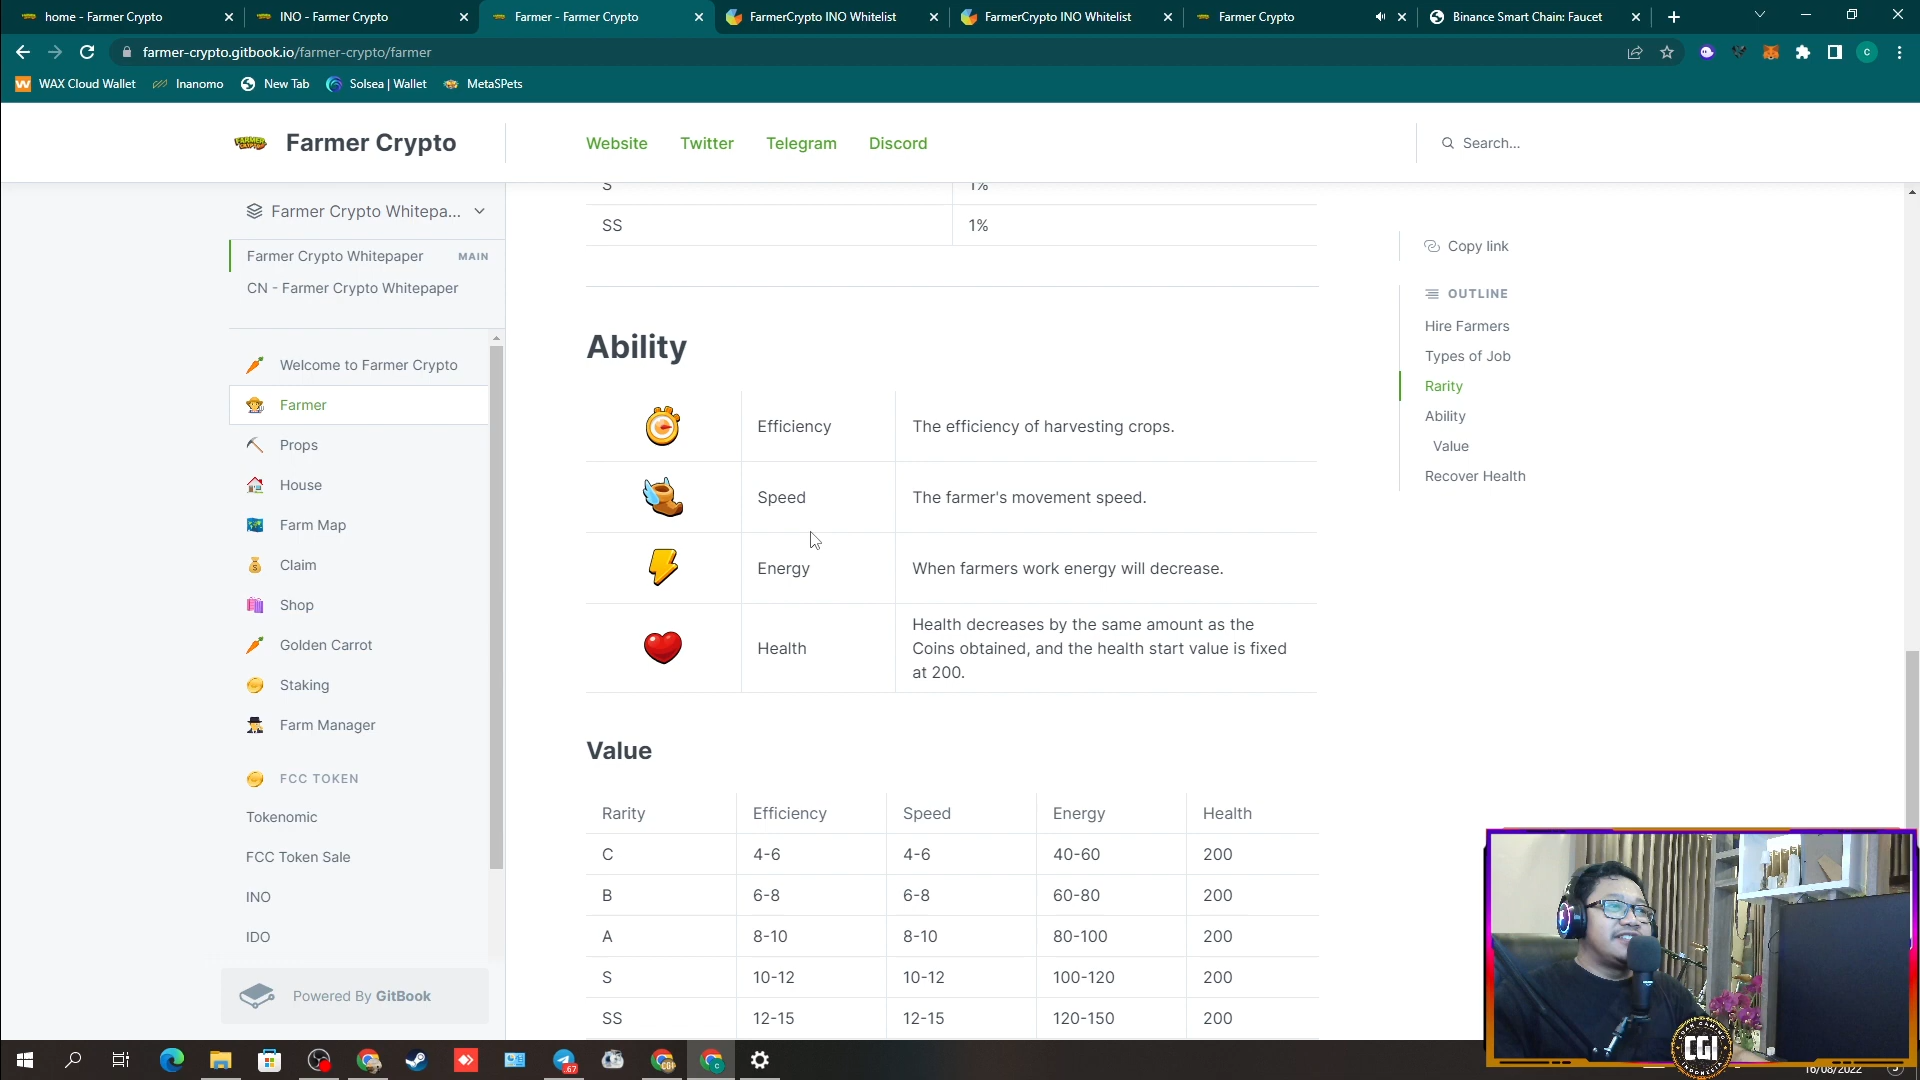 home - Farmer Crypto
INO - Farmer Crypto
Farmer - Farmer Crypto
FarmerCrypto INO Whitelist
FarmerCrypto INO Whitelist
Farmer Crypto
Binance Smart Chain: Faucet
farmer-crypto.gitbook.io/farmer-crypto/farmer
WAX Cloud Wallet
Inanomo
New Tab
Solsea | Wallet
MetaSPets
Farmer Crypto
Website
Twitter
Telegram
Discord
Search...
Farmer Crypto Whitepa...
Farmer Crypto Whitepaper MAIN
CN - Farmer Crypto Whitepaper
Welcome to Farmer Crypto
Farmer
Props
House
Farm Map
Claim
Shop
Golden Carrot
Staking
Farm Manager
FCC TOKEN
Tokenomic
FCC Token Sale
INO
IDO
Powered By GitBook
S 1%
SS 1%
Ability
Efficiency The efficiency of harvesting crops.
Speed The farmer's movement speed.
Energy When farmers work energy will decrease.
Health Health decreases by the same amount as the
Coins obtained, and the health start value is fixed
at 200.
Value
Rarity Efficiency Speed Energy Health
C 4-6 4-6 40-60 200
B 6-8 6-8 60-80 200
A 8-10 8-10 80-100 200
S 10-12 10-12 100-120 200
SS 12-15 12-15 120-150 200
Copy link
OUTLINE
Hire Farmers
Types of Job
Rarity
Ability
Value
Recover Health
CGI
16/08/2022